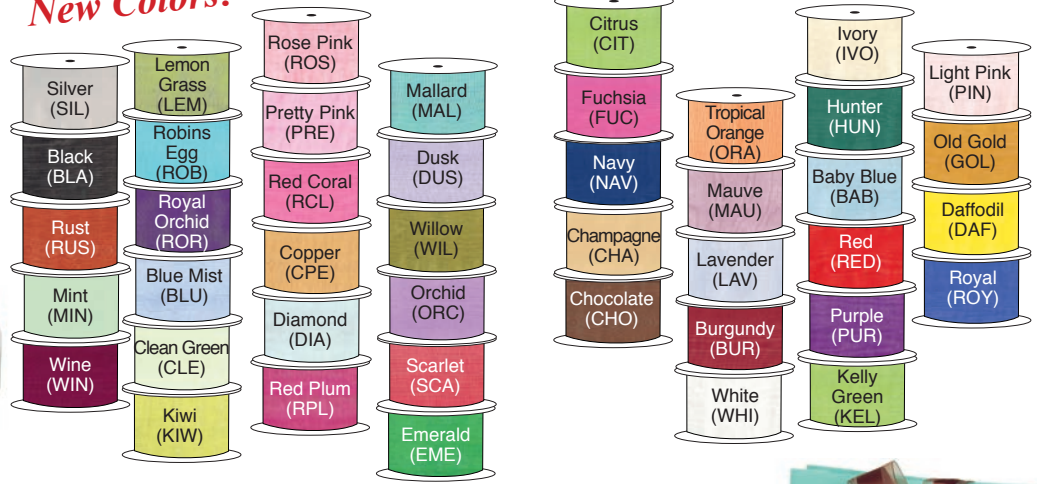 New Colors!
Silver
(SIL)
Black
(BLA)
Rust
(RUS)
Mint
(MIN)
Wine
(WIN)
Lemon
Grass
(LEM)
Robins
Egg
(ROB)
Royal
Orchid
(ROR)
Blue Mist
(BLU)
Clean Green
(CLE)
Kiwi
(KIW)
Rose Pink
(ROS)
Pretty Pink
(PRE)
Red Coral
(RCL)
Copper
(CPE)
Diamond
(DIA)
Red Plum
(RPL)
Mallard
(MAL)
Dusk
(DUS)
Willow
(WIL)
Orchid
(ORC)
Scarlet
(SCA)
Emerald
(EME)
Citrus
(CIT)
Fuchsia
(FUC)
Navy
(NAV)
Champagne
(CHA)
Chocolate
(CHO)
Tropical
Orange
(ORA)
Mauve
(MAU)
Lavender
(LAV)
Burgundy
(BUR)
White
(WHI)
Ivory
(IVO)
Hunter
(HUN)
Baby Blue
(BAB)
Red
(RED)
Purple
(PUR)
Kelly
Green
(KEL)
Light Pink
(PIN)
Old Gold
(GOL)
Daffodil
(DAF)
Royal
(ROY)